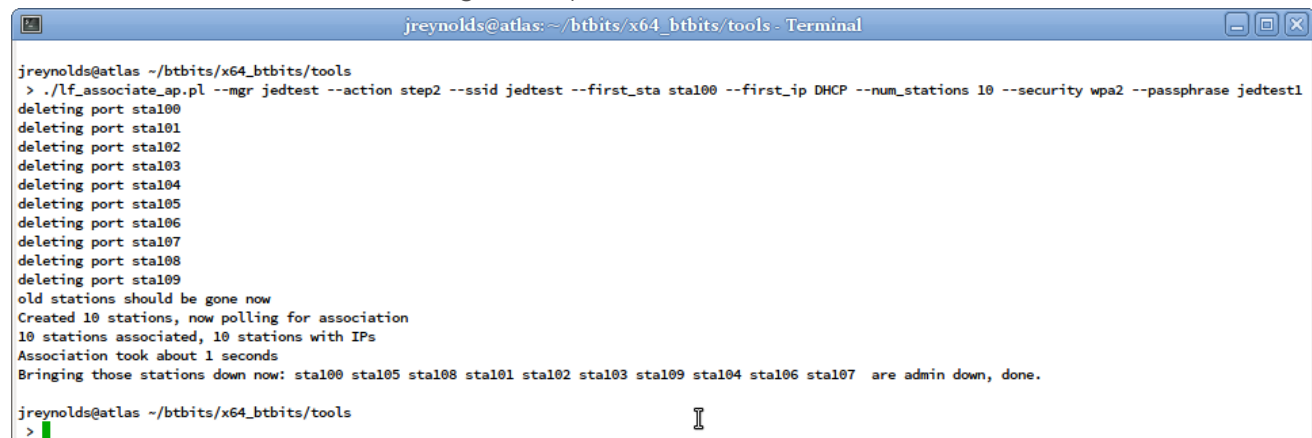 jreynolds@atlas:~/btbits/x64_btbits/tools - Terminal
jreynolds@atlas ~/btbits/x64_btbits/tools
> ./lf_associate_ap.pl --mgr jedtest --action step2 --ssid jedtest --first_sta sta100 --first_ip DHCP --num_stations 10 --security wpa2 --passphrase jedtest1
deleting port sta100
deleting port sta101
deleting port sta102
deleting port sta103
deleting port sta104
deleting port sta105
deleting port sta106
deleting port sta107
deleting port sta108
deleting port sta109
old stations should be gone now
Created 10 stations, now polling for association
10 stations associated, 10 stations with IPs
Association took about 1 seconds
Bringing those stations down now: sta100 sta105 sta108 sta101 sta102 sta103 sta109 sta104 sta106 sta107  are admin down, done.
jreynolds@atlas ~/btbits/x64_btbits/tools
>